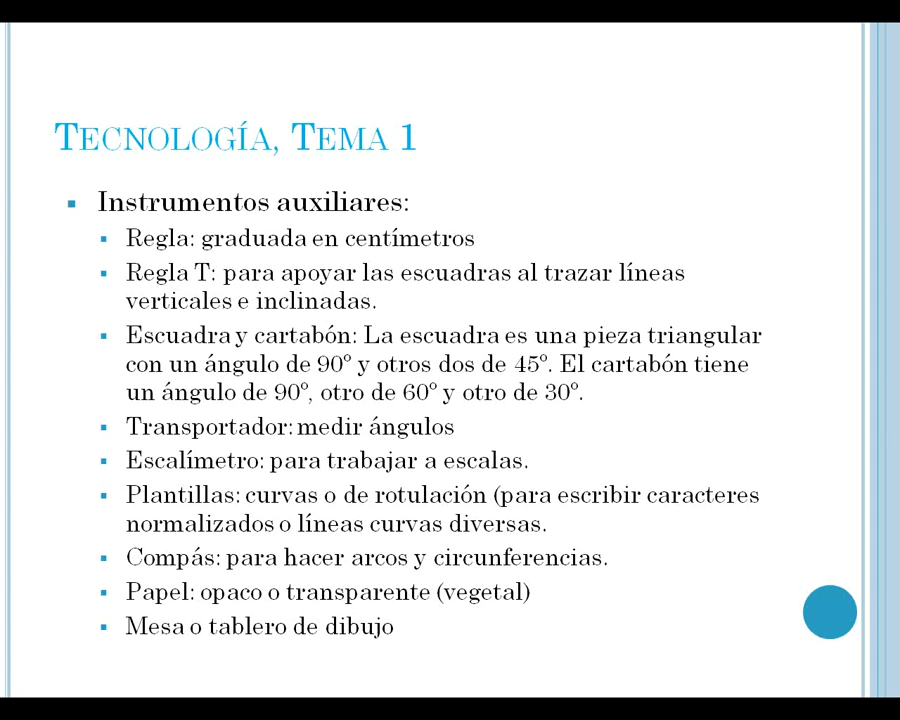 Tecnología, Tema 1
Instrumentos auxiliares:
Regla: graduada en centímetros
Regla T: para apoyar las escuadras al trazar líneas
verticales e inclinadas.
Escuadra y cartabón: La escuadra es una pieza triangular
con un ángulo de 90º y otros dos de 45º. El cartabón tiene
un ángulo de 90º, otro de 60º y otro de 30º.
Transportador: medir ángulos
Escalímetro: para trabajar a escalas.
Plantillas: curvas o de rotulación (para escribir caracteres
normalizados o líneas curvas diversas.
Compás: para hacer arcos y circunferencias.
Papel: opaco o transparente (vegetal)
Mesa o tablero de dibujo